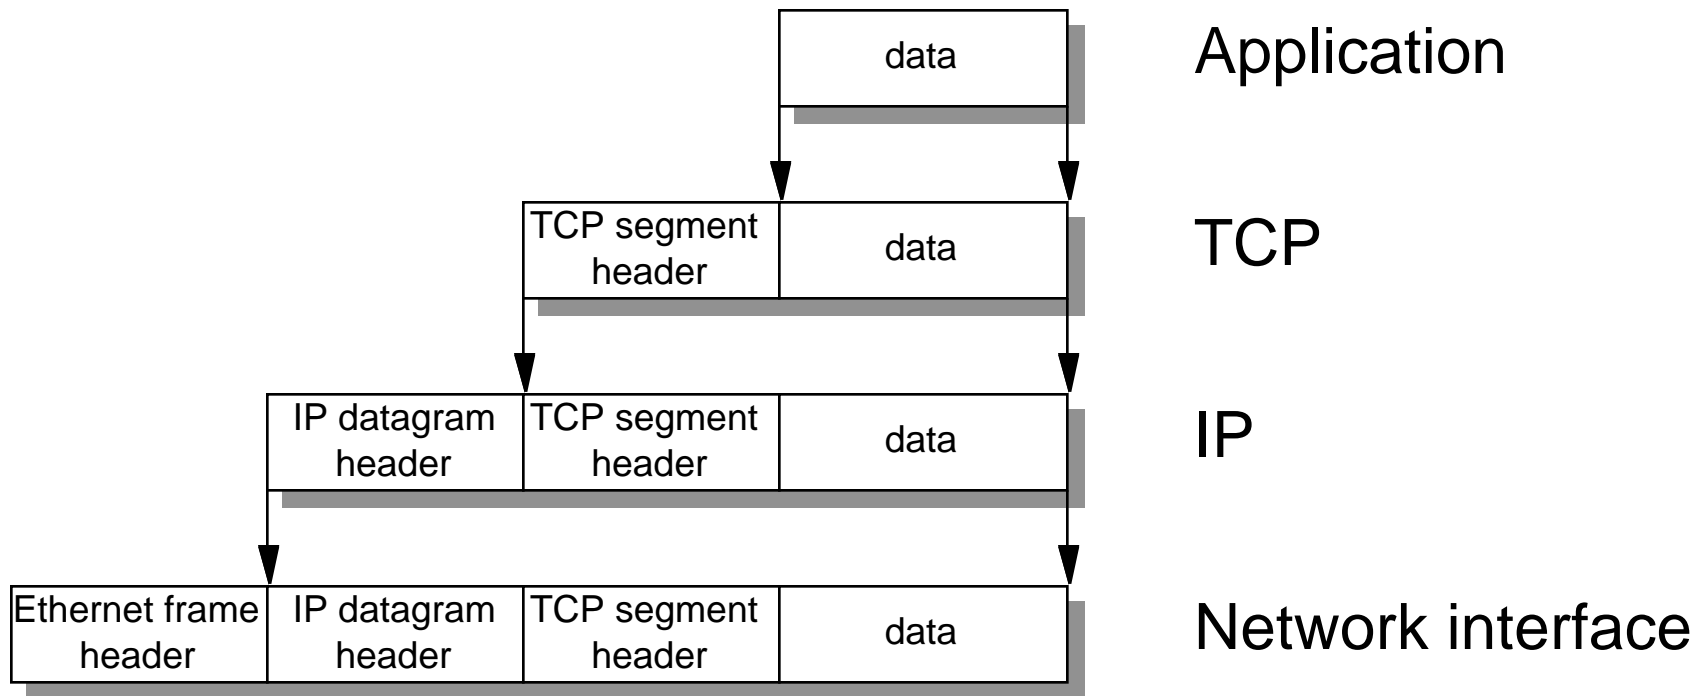 data
Application
TCP segment
header
data
TCP
IP datagram
header
TCP segment
header
data
IP
Ethernet frame
header
IP datagram
header
TCP segment
header
data
Network interface